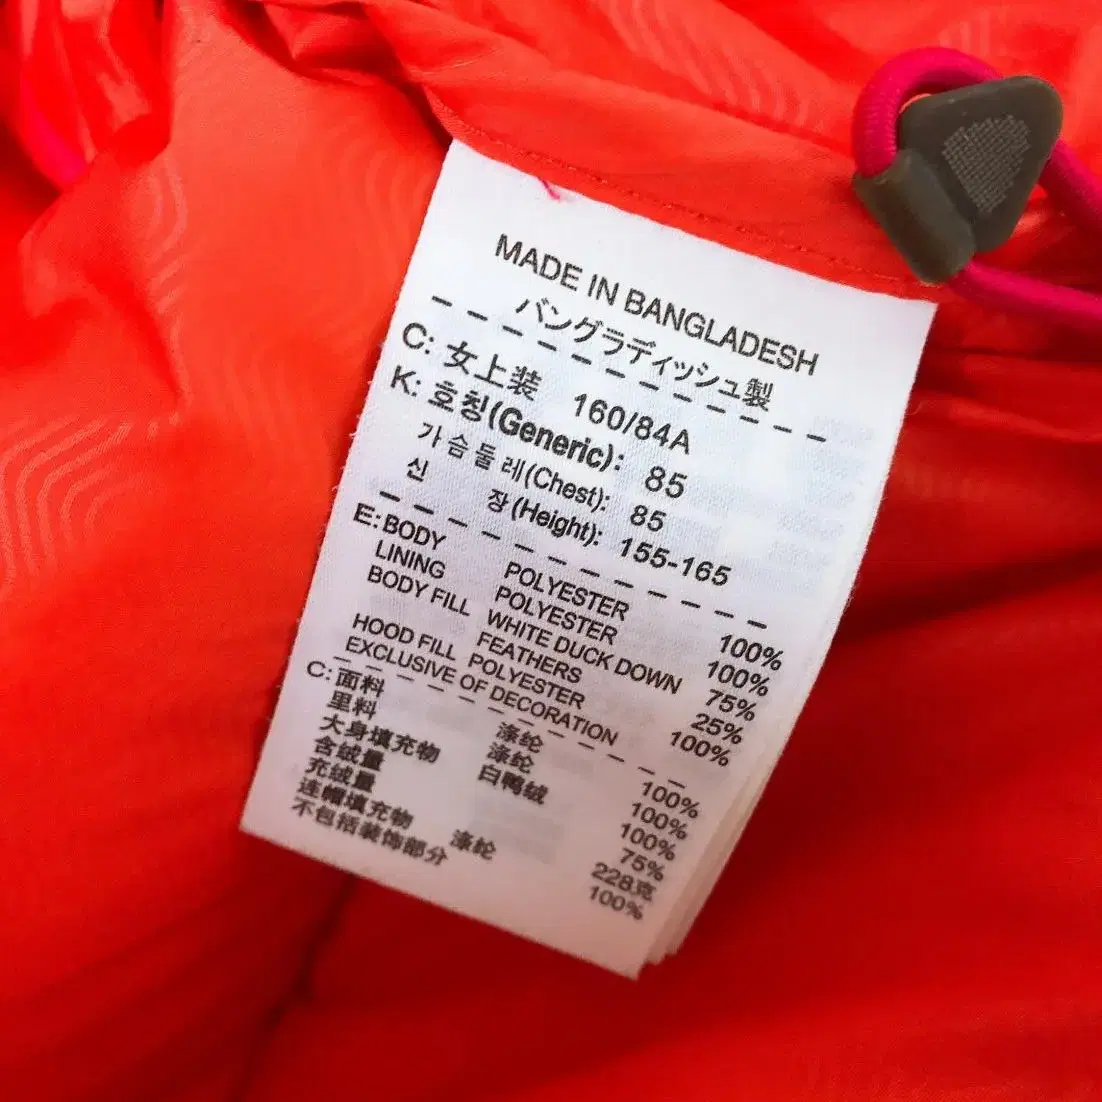 MADE IN BANGLADESH
バングラディッシュ製
C: 女上装 160/84A
K: 호칭(Generic): 85
가슴둘레(Chest): 85
신 장(Height): 155-165
E: BODY POLYESTER 100%
LINING POLYESTER 100%
BODY FILL WHITE DUCK DOWN 75%
FEATHERS 25%
HOOD FILL POLYESTER 100%
EXCLUSIVE OF DECORATION
C: 面料 涤纶 100%
里料 涤纶 100%
大身填充物 白鸭绒 100%
含绒量 75%
充绒量 228克
连帽填充物 涤纶 100%
不包括装饰部分